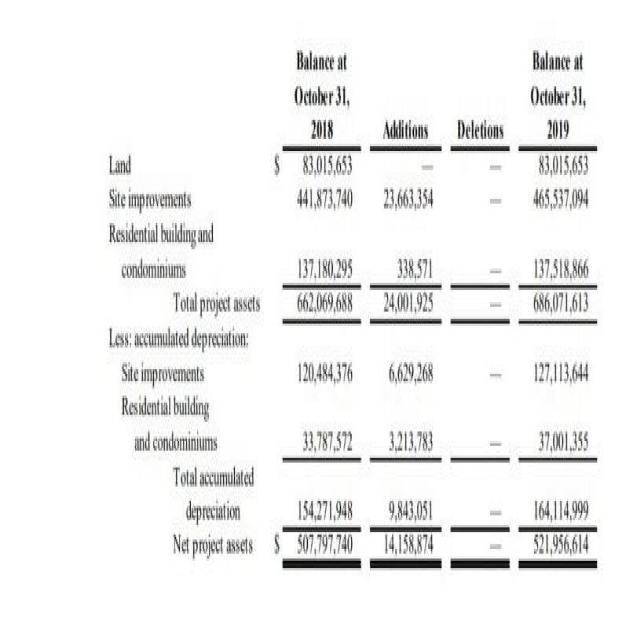 Balance at Balance at
October 31, October 31,
2018 Additions Deletions 2019
Land $ 83,015,653 — — 83,015,653
Site improvements 441,873,740 23,663,354 — 465,537,094
Residential building and
condominiums 137,180,295 338,571 — 137,518,866
Total project assets 662,069,688 24,001,925 — 686,071,613
Less: accumulated depreciation:
Site improvements 120,484,376 6,629,268 — 127,113,644
Residential building
and condominiums 33,787,572 3,213,783 — 37,001,355
Total accumulated
depreciation 154,271,948 9,843,051 — 164,114,999
Net project assets $ 507,797,740 14,158,874 — 521,956,614